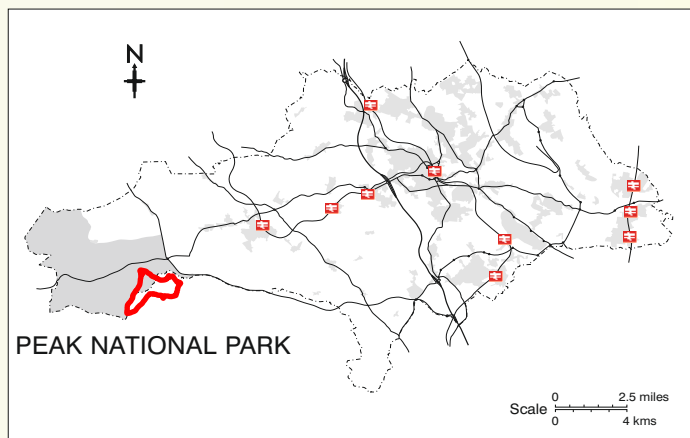 N
PEAK NATIONAL PARK
0 2.5 miles
Scale
0 4 kms